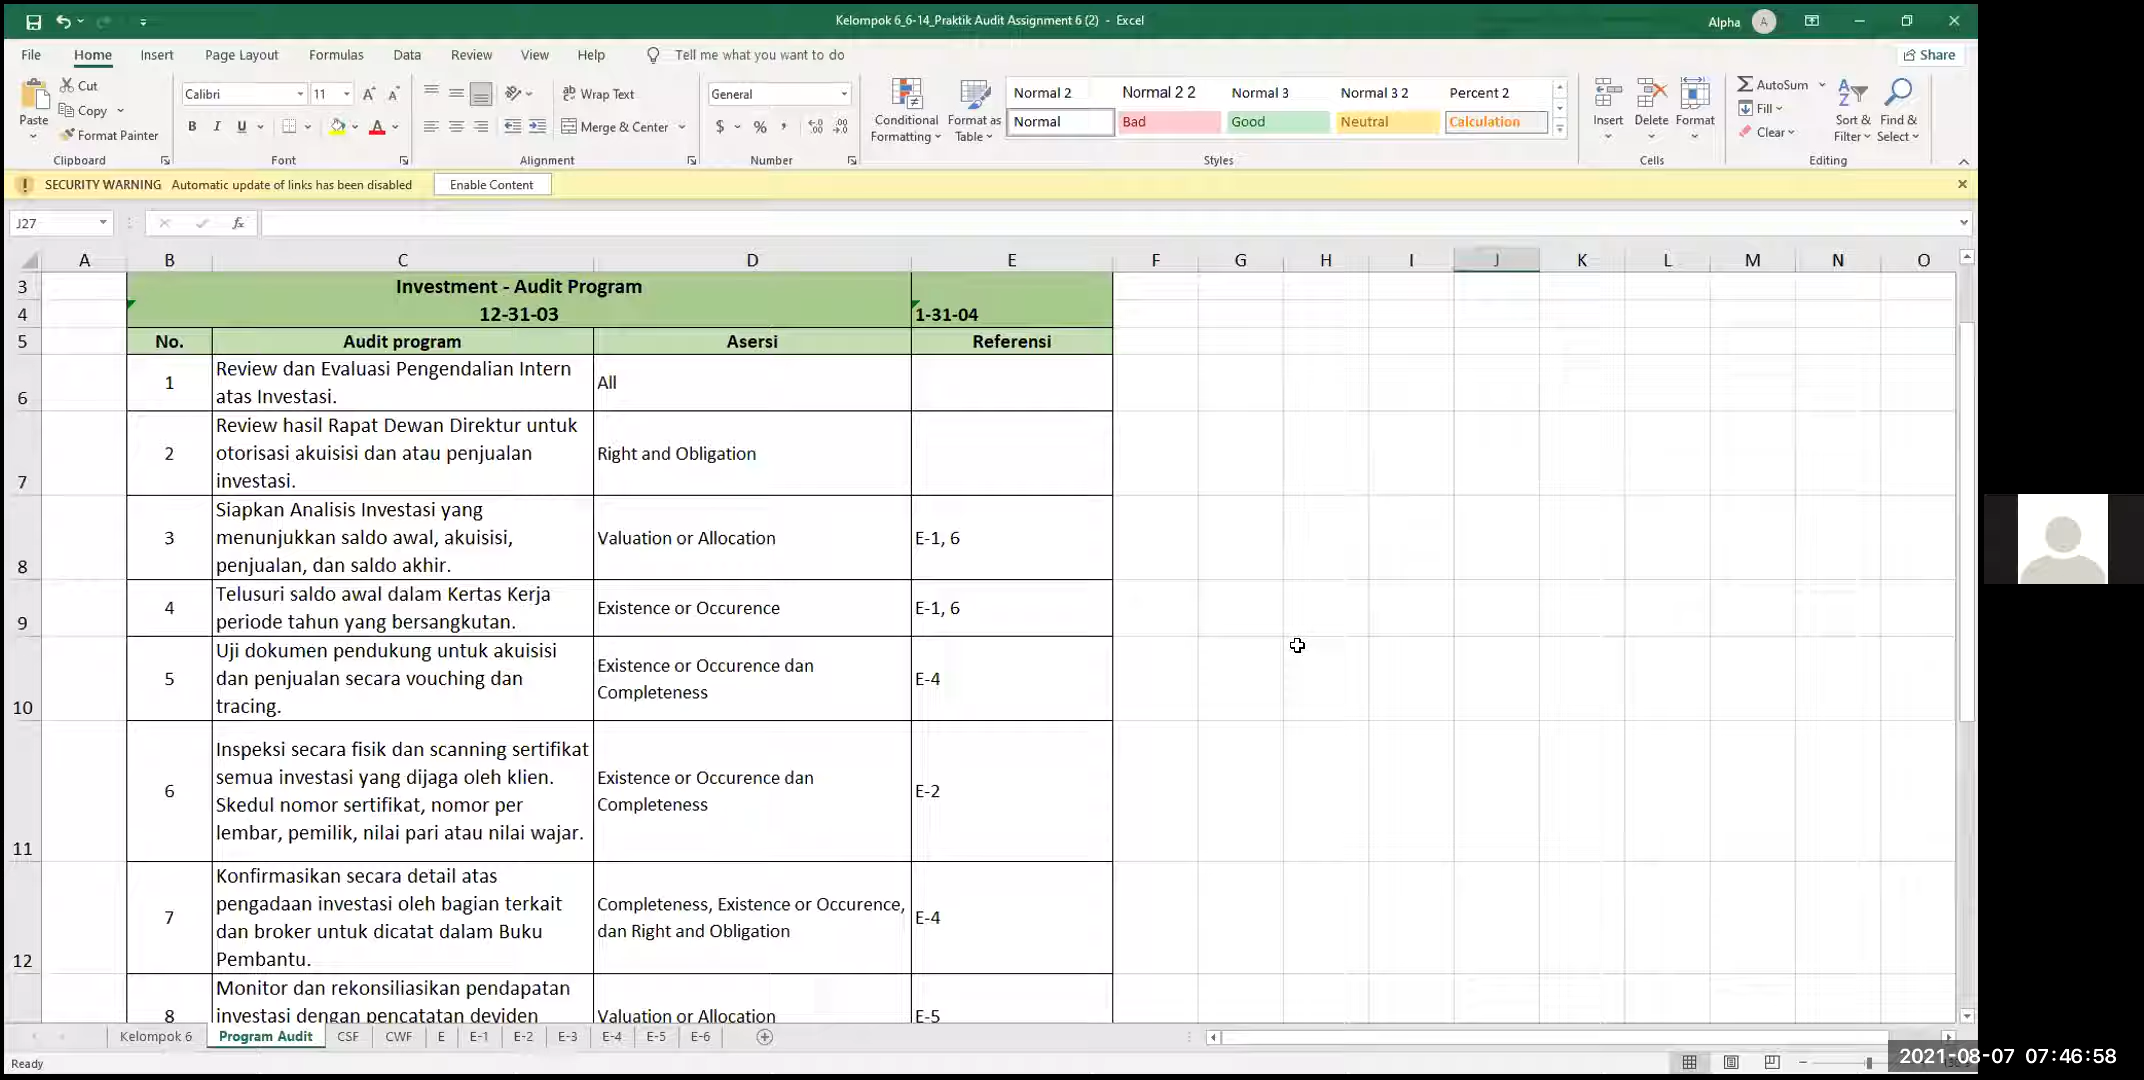 Kelompok 6_6-14_Praktik Audit Assignment 6 (2) - Excel
Alpha
A
File Home Insert Page Layout Formulas Data Review View Help Tell me what you want to do
Share
Paste
Cut
Copy
Format Painter
Clipboard
Calibri 11
B I U
Font
Wrap Text
Merge & Center
Alignment
General
$ %
Number
Conditional Formatting
Format as Table
Normal 2 Normal 2 2 Normal 3 Normal 3 2 Percent 2
Normal Bad Good Neutral Calculation
Styles
Insert Delete Format
Cells
AutoSum
Fill
Clear
Sort & Filter
Find & Select
Editing
SECURITY WARNING Automatic update of links has been disabled Enable Content
J27
fx
A B C D E F G H I J K L M N O
3 Investment - Audit Program
4 12-31-03 1-31-04
5 No. Audit program Asersi Referensi
6 1 Review dan Evaluasi Pengendalian Intern
atas Investasi. All
7 2 Review hasil Rapat Dewan Direktur untuk
otorisasi akuisisi dan atau penjualan
investasi. Right and Obligation
8 3 Siapkan Analisis Investasi yang
menunjukkan saldo awal, akuisisi,
penjualan, dan saldo akhir. Valuation or Allocation E-1, 6
9 4 Telusuri saldo awal dalam Kertas Kerja
periode tahun yang bersangkutan. Existence or Occurence E-1, 6
10 5 Uji dokumen pendukung untuk akuisisi
dan penjualan secara vouching dan
tracing. Existence or Occurence dan
Completeness E-4
11 6 Inspeksi secara fisik dan scanning sertifikat
semua investasi yang dijaga oleh klien.
Skedul nomor sertifikat, nomor per
lembar, pemilik, nilai pari atau nilai wajar. Existence or Occurence dan
Completeness E-2
12 7 Konfirmasikan secara detail atas
pengadaan investasi oleh bagian terkait
dan broker untuk dicatat dalam Buku
Pembantu. Completeness, Existence or Occurence,
dan Right and Obligation E-4
8 Monitor dan rekonsiliasikan pendapatan
investasi dengan pencatatan deviden Valuation or Allocation E-5
Kelompok 6 Program Audit CSF CWF E E-1 E-2 E-3 E-4 E-5 E-6
Ready
2021-08-07 07:46:58